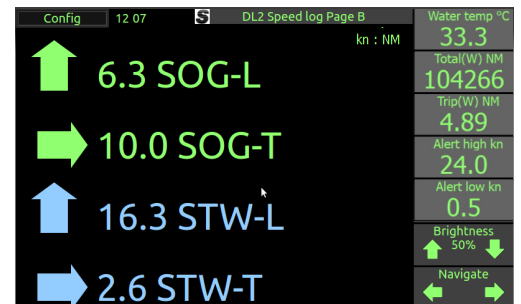 Config 12 07 S DL2 Speed log Page B
kn : NM
6.3 SOG-L
10.0 SOG-T
16.3 STW-L
2.6 STW-T
Water temp ºC
33.3
Total(W) NM
104266
Trip(W) NM
4.89
Alert high kn
24.0
Alert low kn
0.5
Brightness
50%
Navigate